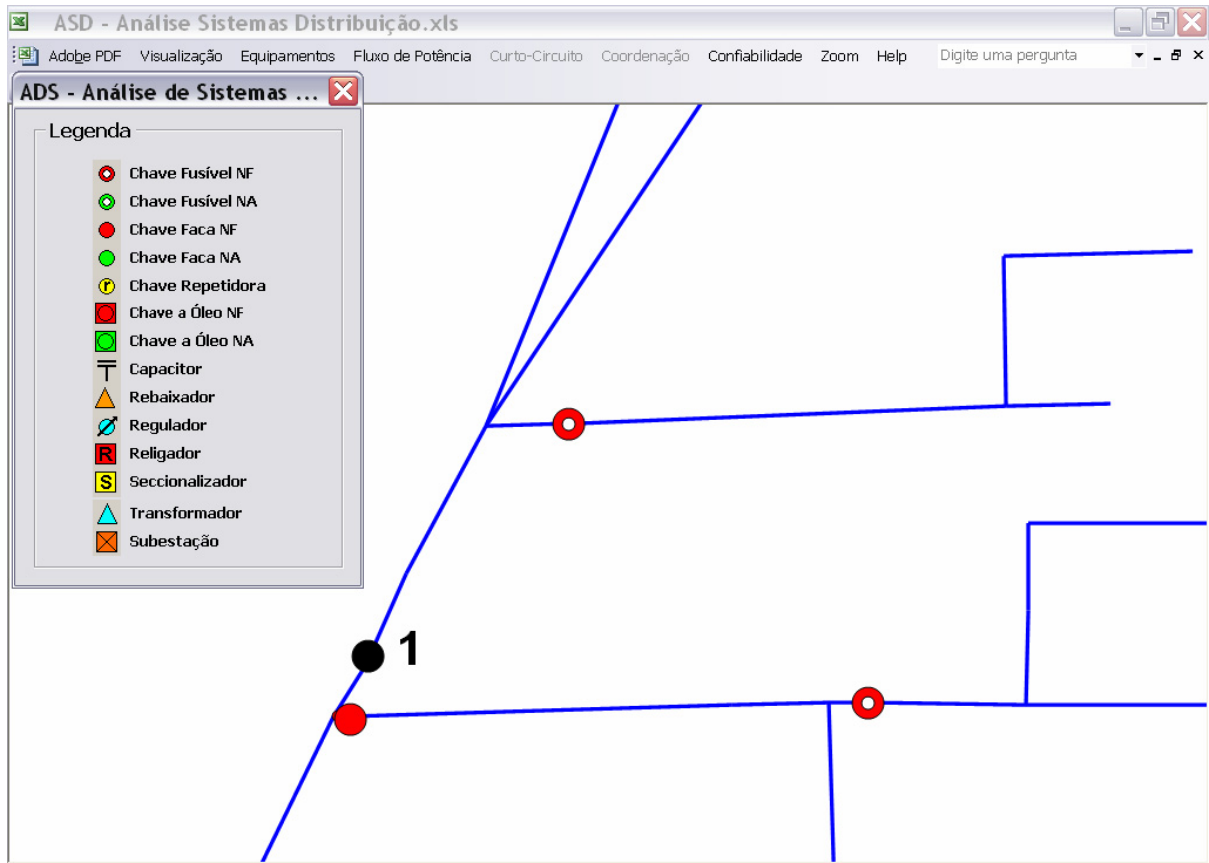 ASD - Análise Sistemas Distribuição.xls
Adobe PDF Visualização Equipamentos Fluxo de Potência Curto-Circuito Coordenação Confiabilidade Zoom Help Digite uma pergunta
ADS - Análise de Sistemas ...
Legenda
Chave Fusível NF
Chave Fusível NA
Chave Faca NF
Chave Faca NA
r Chave Repetidora
Chave a Óleo NF
Chave a Óleo NA
Capacitor
Rebaixador
Regulador
R Religador
S Seccionalizador
Transformador
Subestação
1